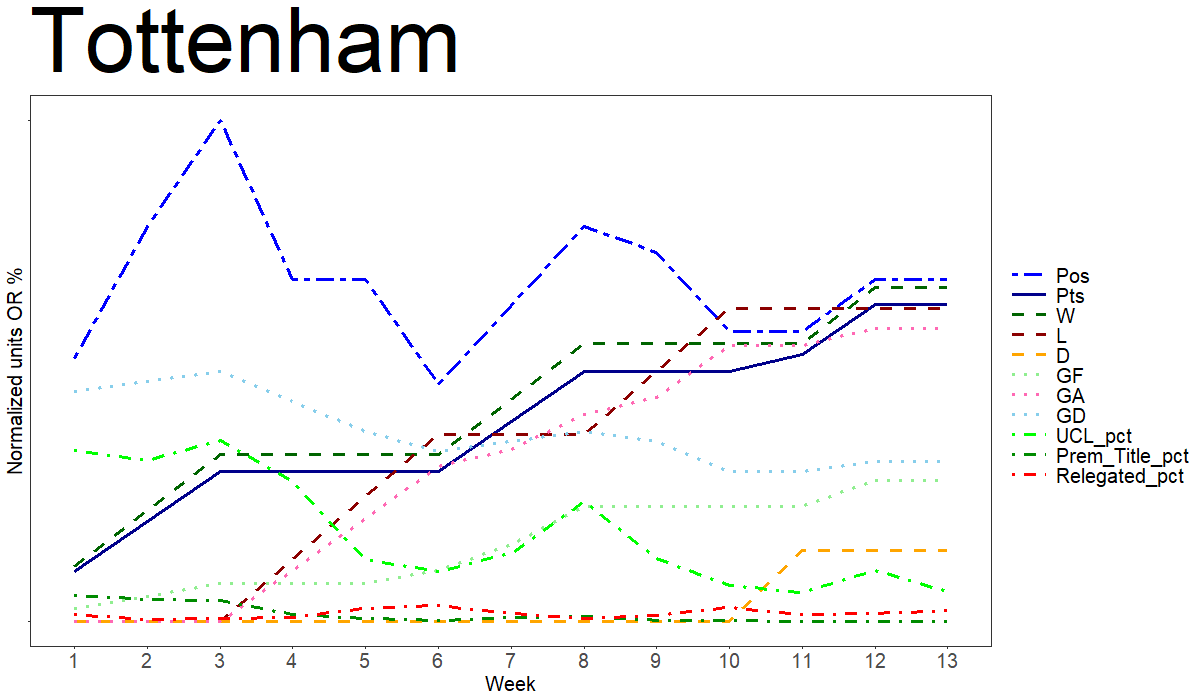 Tottenham
Normalized units OR %
Pos
Pts
W
L
D
GF
GA
GD
UCL_pct
Prem_Title_pct
Relegated_pct
1 2 3 4 5 6 7 8 9 10 11 12 13
Week